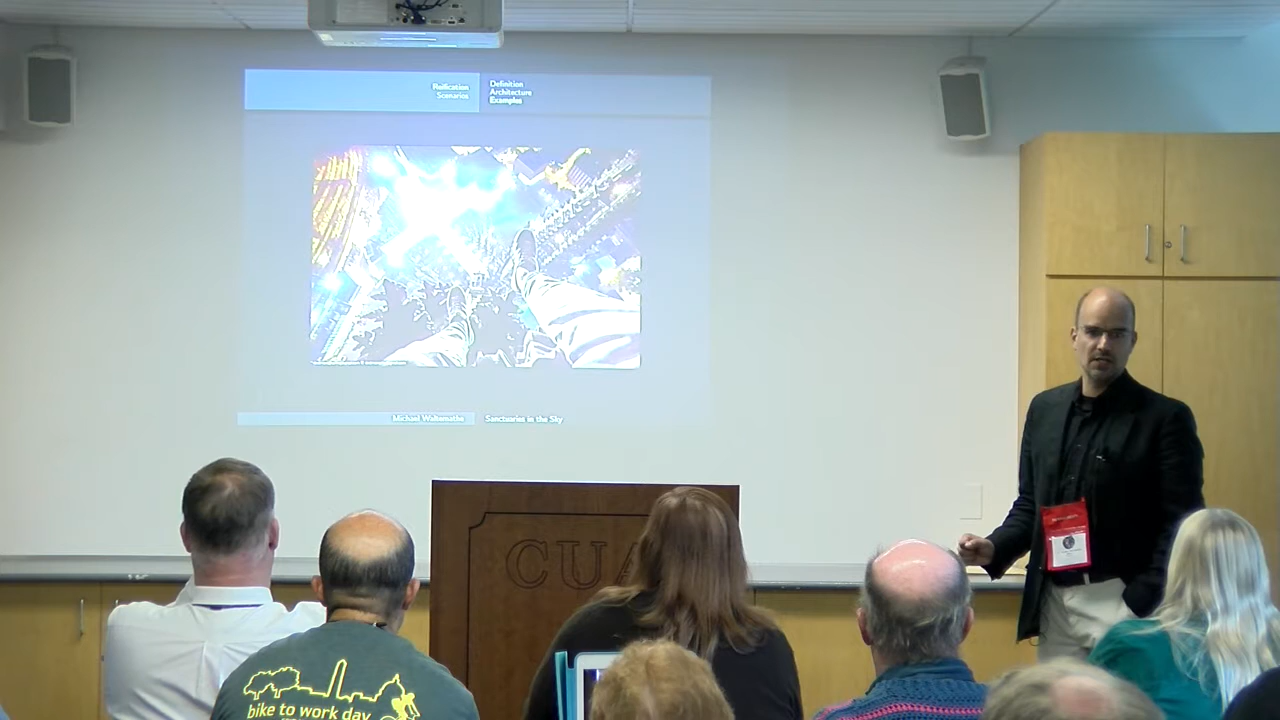 Reification
Scenarios
Definition
Architecture
Examples
Michael Waltemathe
Sanctuaries in the Sky
CUA
bike to work day